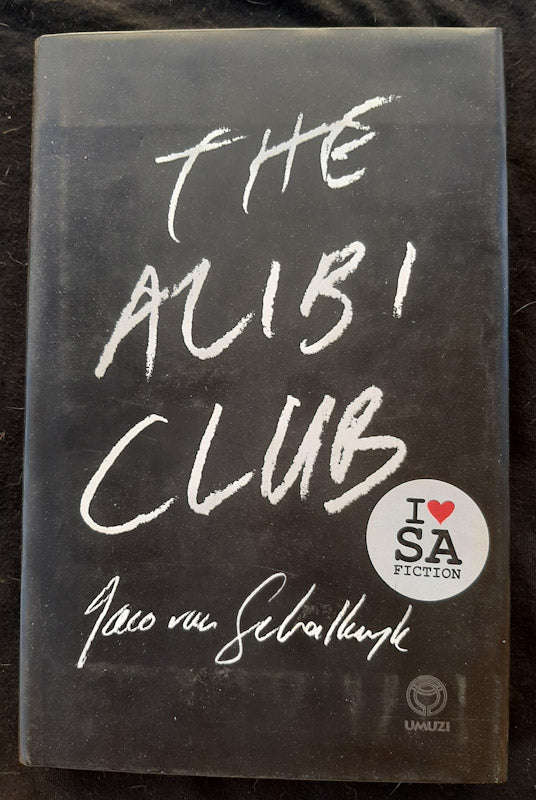 THE
ALIBI
CLUB
I ♥
SA
FICTION
Jaco van Schalkwyk
UMUZI